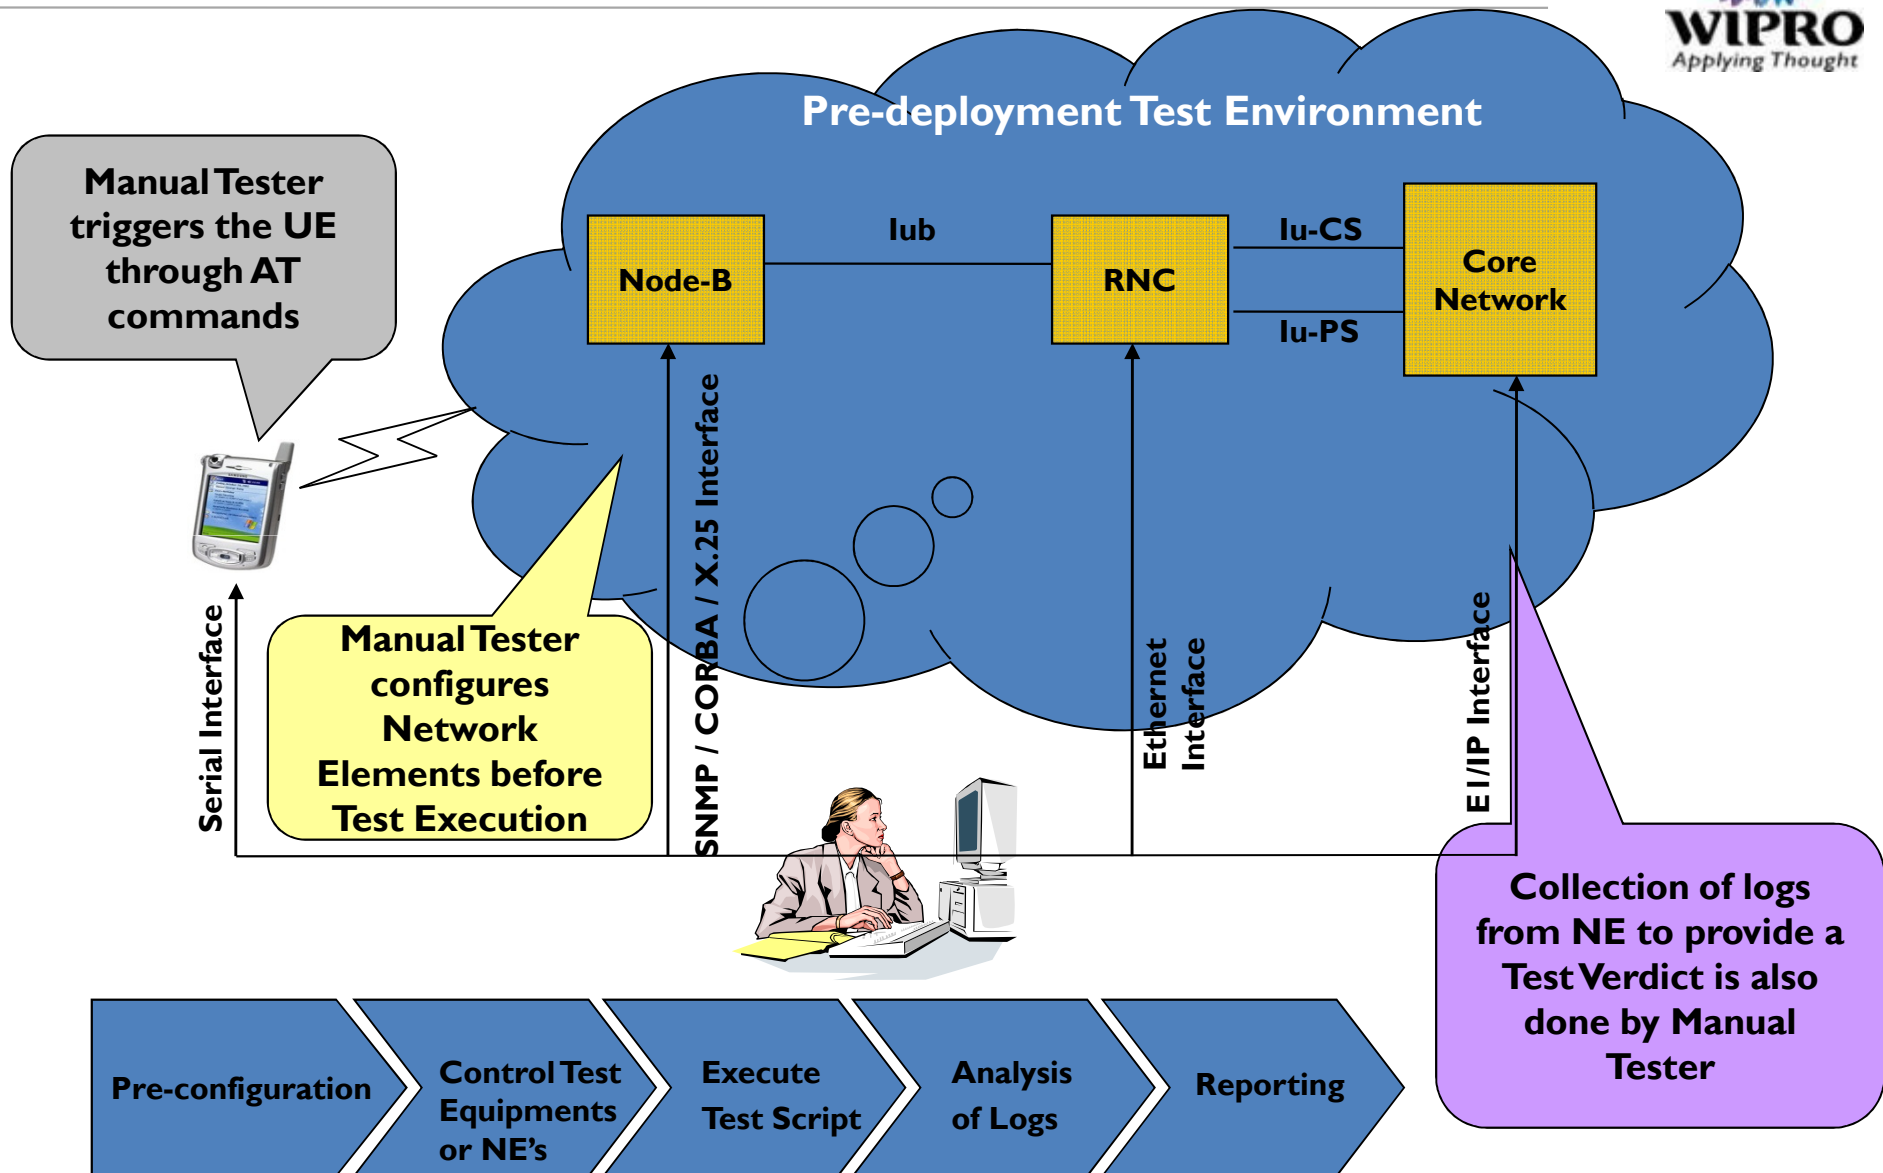 WIPRO
Applying Thought
Pre-deployment Test Environment
Manual Tester
triggers the UE
through AT
commands
Node-B
Iub
RNC
Iu-CS
Iu-PS
Core
Network
Serial Interface
SNMP / CORBA / X.25 Interface
Ethernet
Interface
E1/IP Interface
Manual Tester
configures
Network
Elements before
Test Execution
Collection of logs
from NE to provide a
Test Verdict is also
done by Manual
Tester
Pre-configuration
Control Test
Equipments
or NE's
Execute
Test Script
Analysis
of Logs
Reporting